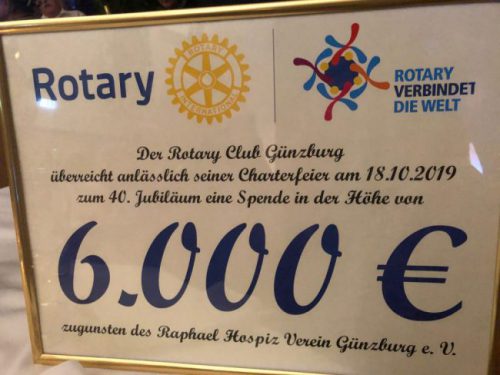 Rotary
ROTARY
INTERNATIONAL
ROTARY
VERBINDET
DIE WELT
Der Rotary Club Günzburg
überreicht anlässlich seiner Charterfeier am 18.10.2019
zum 40. Jubiläum eine Spende in der Höhe von
6.000 €
zugunsten des Raphael Hospiz Verein Günzburg e. V.